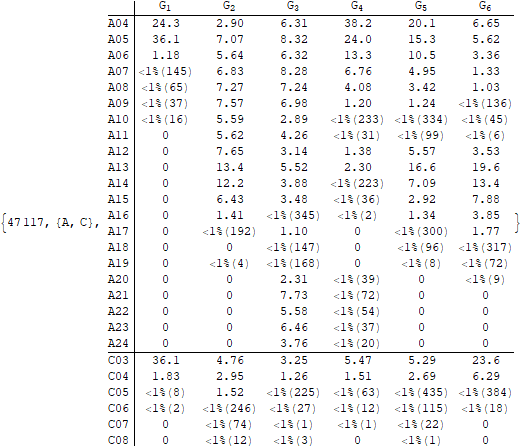 G1 G2 G3 G4 G5 G6
A04 24.3 2.90 6.31 38.2 20.1 6.65
A05 36.1 7.07 8.32 24.0 15.3 5.62
A06 1.18 5.64 6.32 13.3 10.5 3.36
A07 <1%(145) 6.83 8.28 6.76 4.95 1.33
A08 <1%(65) 7.27 7.24 4.08 3.42 1.03
A09 <1%(37) 7.57 6.98 1.20 1.24 <1%(136)
A10 <1%(16) 5.59 2.89 <1%(233) <1%(334) <1%(45)
A11 0 5.62 4.26 <1%(31) <1%(99) <1%(6)
A12 0 7.65 3.14 1.38 5.57 3.53
A13 0 13.4 5.52 2.30 16.6 19.6
A14 0 12.2 3.88 <1%(223) 7.09 13.4
A15 0 6.43 3.48 <1%(36) 2.92 7.88
{47117, {A, C}, A16 0 1.41 <1%(345) <1%(2) 1.34 3.85 }
A17 0 <1%(192) 1.10 0 <1%(300) 1.77
A18 0 0 <1%(147) 0 <1%(96) <1%(317)
A19 0 <1%(4) <1%(168) 0 <1%(8) <1%(72)
A20 0 0 2.31 <1%(39) 0 <1%(9)
A21 0 0 7.73 <1%(72) 0 0
A22 0 0 5.58 <1%(54) 0 0
A23 0 0 6.46 <1%(37) 0 0
A24 0 0 3.76 <1%(20) 0 0
C03 36.1 4.76 3.25 5.47 5.29 23.6
C04 1.83 2.95 1.26 1.51 2.69 6.29
C05 <1%(8) 1.52 <1%(225) <1%(63) <1%(435) <1%(384)
C06 <1%(2) <1%(246) <1%(27) <1%(12) <1%(115) <1%(18)
C07 0 <1%(74) <1%(1) <1%(1) <1%(22) 0
C08 0 <1%(12) <1%(3) 0 <1%(1) 0